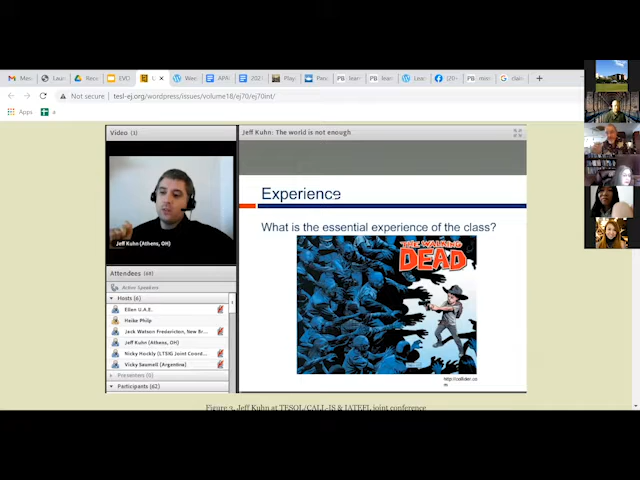 Not secure
tesl-ej.org/wordpress/issues/volume18/ej70/ej70int/
Apps
Video (1)
Jeff Kuhn: The world is not enough
Jeff Kuhn (Athens, OH)
Experience
What is the essential experience of the class?
THE WALKING
DEAD
Attendees (68)
Active Speakers
Hosts (6)
Ellen U.A.E.
Heike Philp
Jack Watson Fredericton, New Br...
Jeff Kuhn (Athens, OH)
Nicky Hockly (LTSIG Joint Coord...
Vicky Saumell (Argentina)
Presenters (0)
Participants (62)
http://collider.co
m
Figure 3. Jeff Kuhn at TESOL/CALL-IS & IATEFL joint conference